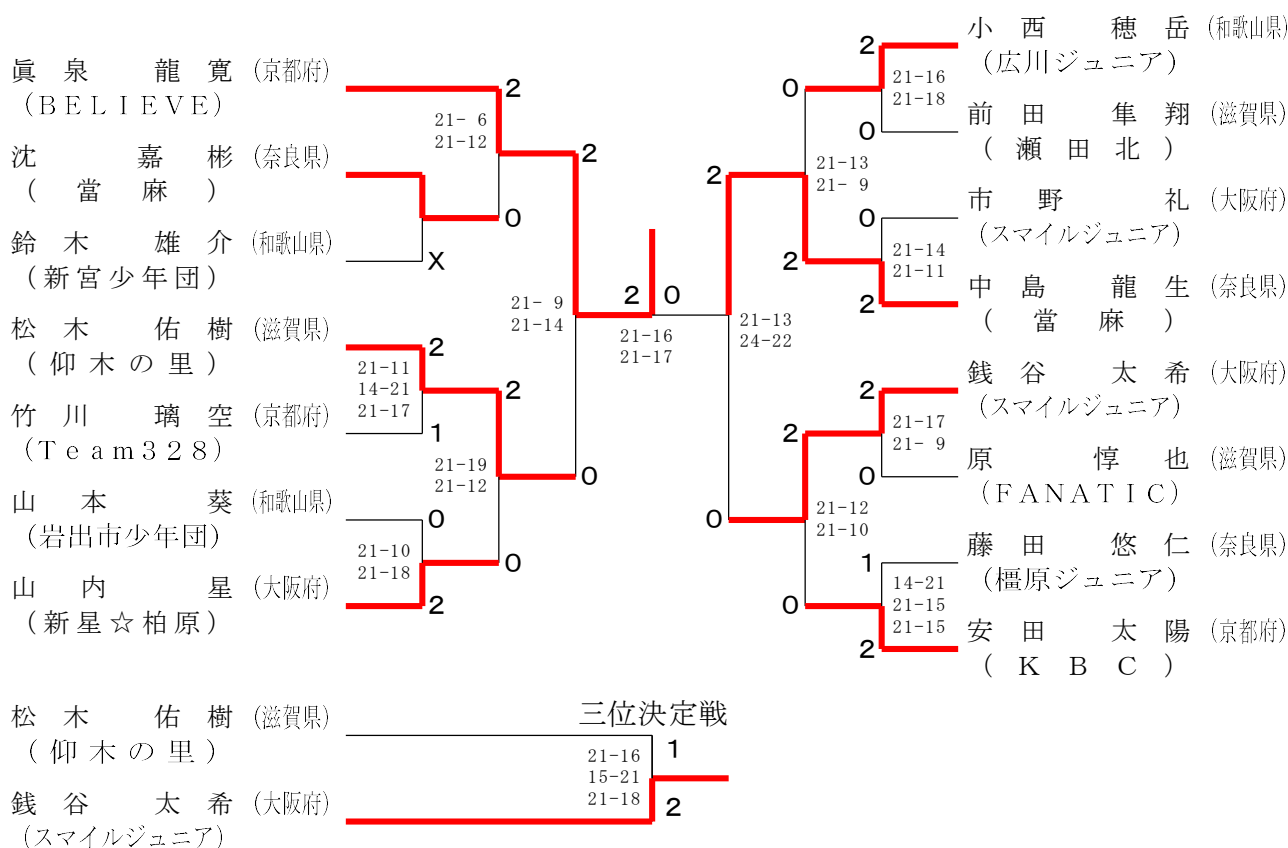 眞泉 龍寛 (京都府)
(BELIEVE)
沈 嘉彬 (奈良県)
(當麻)
鈴木 雄介 (和歌山県)
(新宮少年団)
松木 佑樹 (滋賀県)
(仰木の里)
竹川 璃空 (京都府)
(Team328)
山本 葵 (和歌山県)
(岩出市少年団)
山内 星 (大阪府)
(新星☆柏原)
2
21- 6
21-12
0
X
2
21-11
14-21
21-17
1
2
21-19
21-12
0
21-10
21-18
2
0
2
21- 9
21-14
0
2 0
21-16
21-17
2
21-13
24-22
0
0
21-13
21- 9
2
2
21-12
21-10
0
2
21-16
21-18
0
0
21-14
21-11
2
2
21-17
21- 9
0
1
14-21
21-15
21-15
2
小西 穂岳 (和歌山県)
(広川ジュニア)
前田 隼翔 (滋賀県)
(瀬田北)
市野 礼 (大阪府)
(スマイルジュニア)
中島 龍生 (奈良県)
(當麻)
銭谷 太希 (大阪府)
(スマイルジュニア)
原 惇也 (滋賀県)
(FANATIC)
藤田 悠仁 (奈良県)
(橿原ジュニア)
安田 太陽 (京都府)
(KBC)
三位決定戦
松木 佑樹 (滋賀県)
(仰木の里)
銭谷 太希 (大阪府)
(スマイルジュニア)
1
21-16
15-21
21-18
2